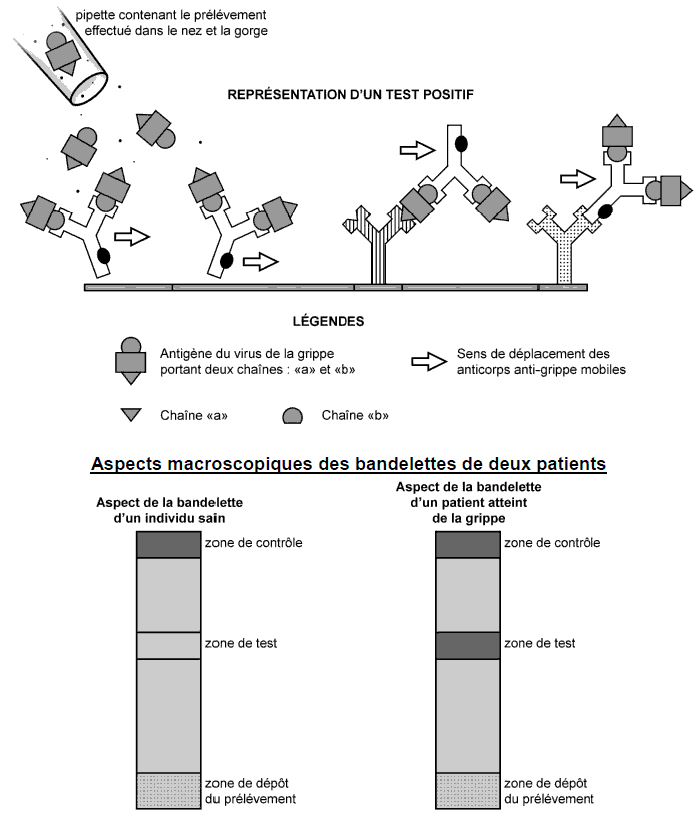 pipette contenant le prélévement
effectué dans le nez et la gorge
REPRÉSENTATION D'UN TEST POSITIF
LÉGENDES
Antigène du virus de la grippe
portant deux chaînes : «a» et «b»
Sens de déplacement des
anticorps anti-grippe mobiles
Chaîne «a»
Chaîne «b»
Aspects macroscopiques des bandelettes de deux patients
Aspect de la bandelette
d'un individu sain
zone de contrôle
zone de test
zone de dépôt
du prélévement
Aspect de la bandelette
d'un patient atteint
de la grippe
zone de contrôle
zone de test
zone de dépôt
du prélévement